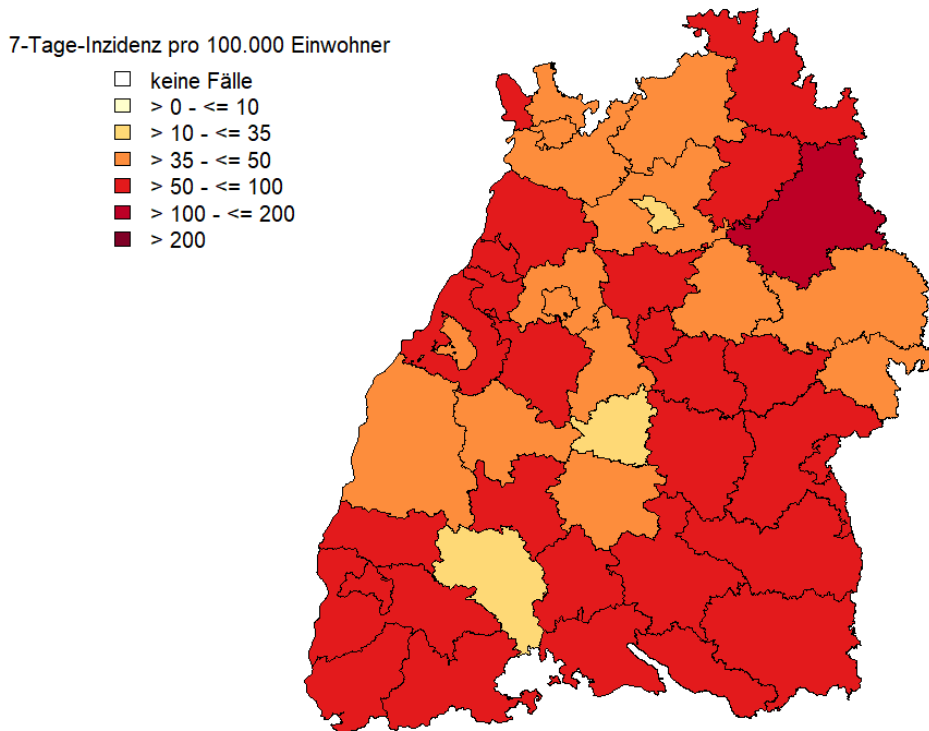 7-Tage-Inzidenz pro 100.000 Einwohner
keine Fälle
> 0 - <= 10
> 10 - <= 35
> 35 - <= 50
> 50 - <= 100
> 100 - <= 200
> 200